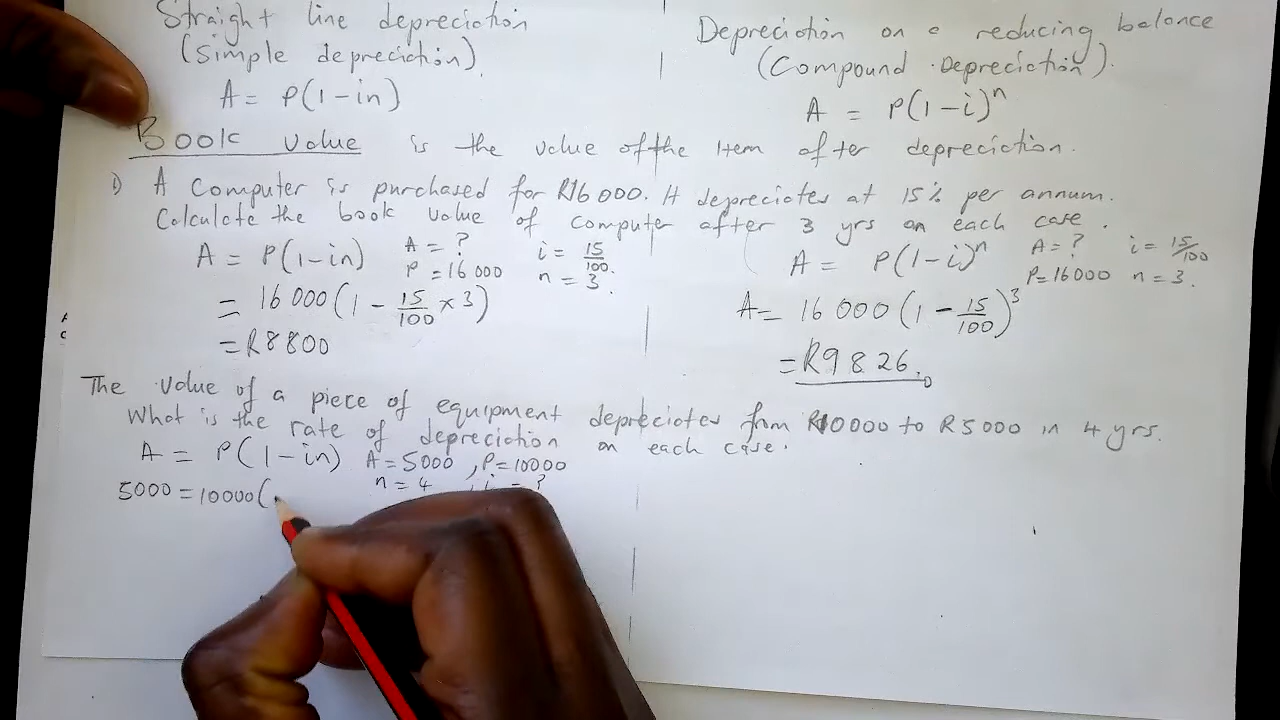 Straight line depreciation
(Simple depreciation).
A = P(1-in)
Depreciation on a reducing balance
(Compound Depreciation).
A = P(1-i)^n
Book value is the value of the item after depreciation.
1) A computer is purchased for R16000. It depreciates at 15% per annum.
Calculate the book value of computer after 3 yrs on each case.
A = P(1-in)
A = ?
i = 15/100
P = 16 000
n = 3.
= 16 000(1 - 15/100 × 3)
= R8800
A = P(1-i)^n
A = ?
i = 15/100
P = 16000
n = 3.
A = 16 000(1 - 15/100)^3
= R9826.
The value of a piece of equipment depreciates from R10000 to R5000 in 4 yrs.
What is the rate of depreciation on each case.
A = P(1-in)
A = 5000, P = 10000
n = 4, i = ?
5000 = 10000(